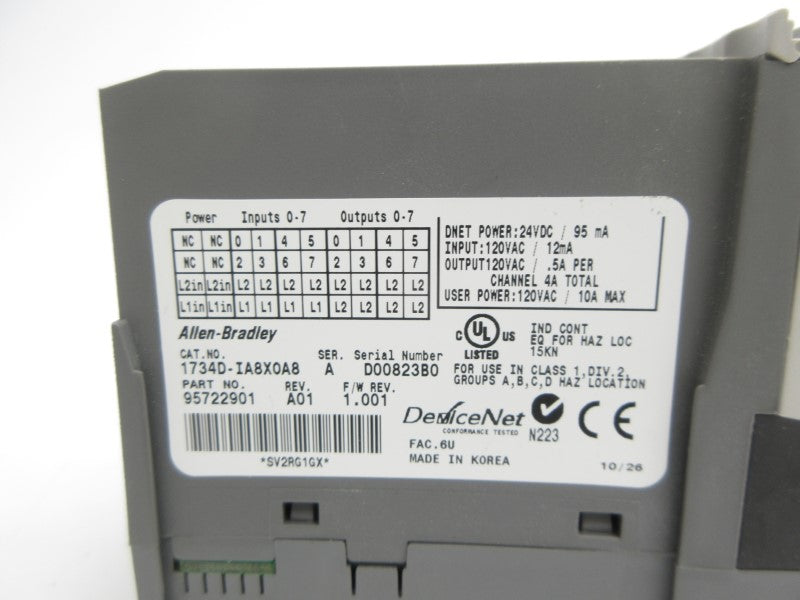 Power Inputs 0-7 Outputs 0-7
NC NC 0 1 4 5 0 1 4 5
NC NC 2 3 6 7 2 3 6 7
L2in L2in L2 L2 L2 L2 L2 L2 L2 L2
L1in L1in L1 L1 L1 L1 L2 L2 L2 L2
DNET POWER:24VDC / 95 mA
INPUT:120VAC / 12mA
OUTPUT120VAC / .5A PER
CHANNEL 4A TOTAL
USER POWER:120VAC / 10A MAX
Allen-Bradley
CAT.NO. SER. Serial Number
1734D-IA8XOA8 A D00823B0
PART NO. REV. F/W REV.
95722901 A01 1.001
*SV2RG1GX*
C UL US
LISTED
IND CONT
EQ FOR HAZ LOC
15KN
FOR USE IN CLASS 1,DIV.2,
GROUPS A,B,C,D HAZ LOCATION
DeviceNet
CONFORMANCE TESTED
N223
CE
FAC.6U
MADE IN KOREA
10/26